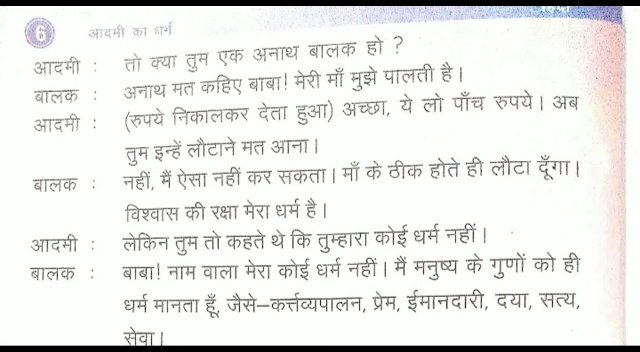 6 आदमी का धर्म
आदमी : तो क्या तुम एक अनाथ बालक हो ?
बालक : अनाथ मत कहिए बाबा! मेरी माँ मुझे पालती है।
आदमी : (रुपये निकालकर देता हुआ) अच्छा, ये लो पाँच रुपये। अब
तुम इन्हें लौटाने मत आना।
बालक : नहीं, मैं ऐसा नहीं कर सकता। माँ के ठीक होते ही लौटा दूँगा।
विश्वास की रक्षा मेरा धर्म है।
आदमी : लेकिन तुम तो कहते थे कि तुम्हारा कोई धर्म नहीं।
बालक : बाबा! नाम वाला मेरा कोई धर्म नहीं। मैं मनुष्य के गुणों को ही
धर्म मानता हूँ, जैसे–कर्त्तव्यपालन, प्रेम, ईमानदारी, दया, सत्य,
सेवा।